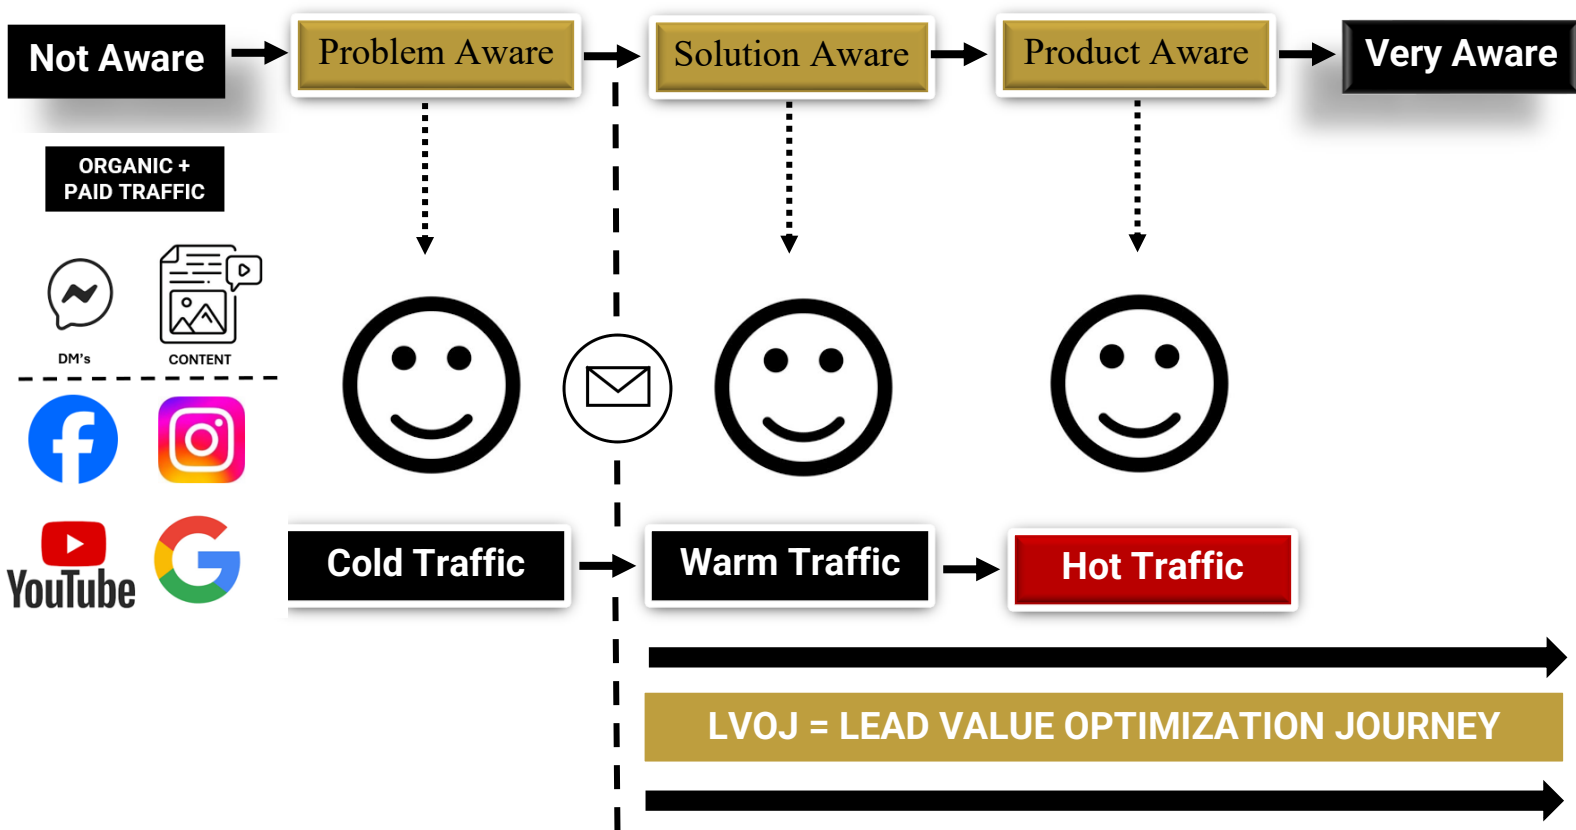 Not Aware
Problem Aware
Solution Aware
Product Aware
Very Aware
ORGANIC +
PAID TRAFFIC
DM's
CONTENT
YouTube
Cold Traffic
Warm Traffic
Hot Traffic
LVOJ = LEAD VALUE OPTIMIZATION JOURNEY